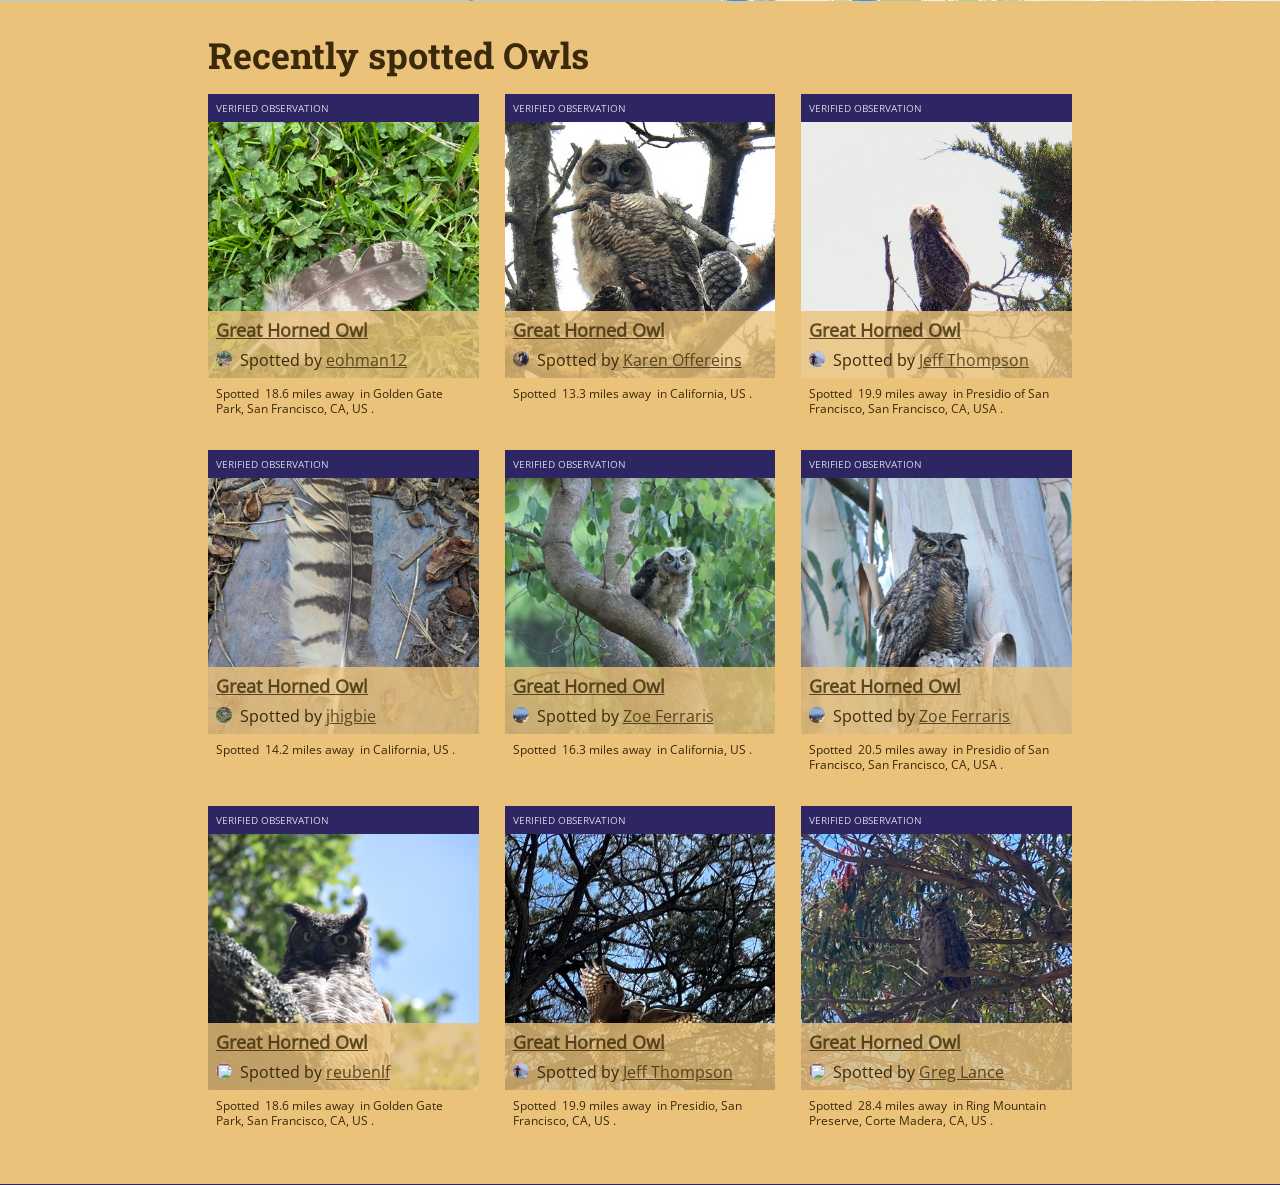 Recently spotted Owls
VERIFIED OBSERVATION
Great Horned Owl
Spotted by eohman12
Spotted 18.6 miles away in Golden Gate
Park, San Francisco, CA, US .
VERIFIED OBSERVATION
Great Horned Owl
Spotted by Karen Offereins
Spotted 13.3 miles away in California, US .
VERIFIED OBSERVATION
Great Horned Owl
Spotted by Jeff Thompson
Spotted 19.9 miles away in Presidio of San
Francisco, San Francisco, CA, USA .
VERIFIED OBSERVATION
Great Horned Owl
Spotted by jhigbie
Spotted 14.2 miles away in California, US .
VERIFIED OBSERVATION
Great Horned Owl
Spotted by Zoe Ferraris
Spotted 16.3 miles away in California, US .
VERIFIED OBSERVATION
Great Horned Owl
Spotted by Zoe Ferraris
Spotted 20.5 miles away in Presidio of San
Francisco, San Francisco, CA, USA .
VERIFIED OBSERVATION
Great Horned Owl
Spotted by reubenlf
Spotted 18.6 miles away in Golden Gate
Park, San Francisco, CA, US .
VERIFIED OBSERVATION
Great Horned Owl
Spotted by Jeff Thompson
Spotted 19.9 miles away in Presidio, San
Francisco, CA, US .
VERIFIED OBSERVATION
Great Horned Owl
Spotted by Greg Lance
Spotted 28.4 miles away in Ring Mountain
Preserve, Corte Madera, CA, US .